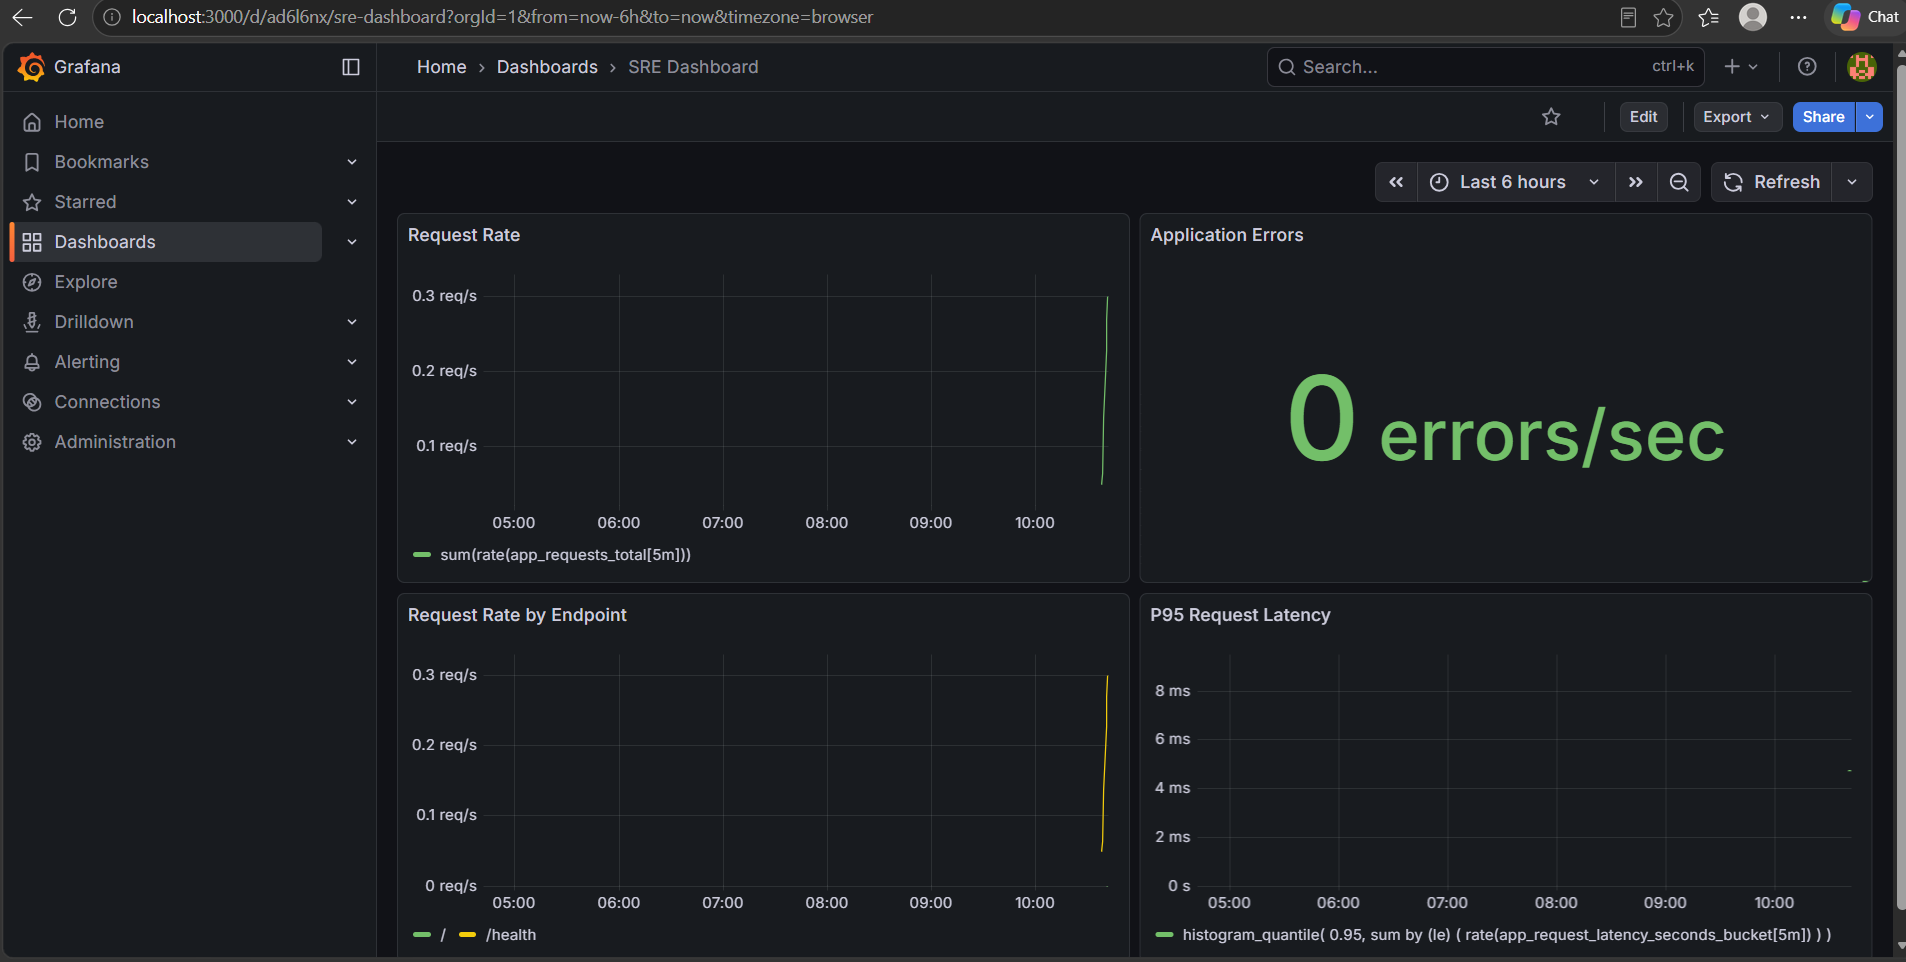 localhost:3000/d/ad6l6nx/sre-dashboard?orgId=1&from=now-6h&to=now&timezone=browser
Chat
Grafana
Home › Dashboards › SRE Dashboard
Search...
ctrl+k
Home
Bookmarks
Starred
Dashboards
Explore
Drilldown
Alerting
Connections
Administration
Edit
Export
Share
Last 6 hours
Refresh
Request Rate
0.3 req/s
0.2 req/s
0.1 req/s
05:00 06:00 07:00 08:00 09:00 10:00
sum(rate(app_requests_total[5m]))
Application Errors
0 errors/sec
Request Rate by Endpoint
0.3 req/s
0.2 req/s
0.1 req/s
0 req/s
05:00 06:00 07:00 08:00 09:00 10:00
/ /health
P95 Request Latency
8 ms
6 ms
4 ms
2 ms
0 s
05:00 06:00 07:00 08:00 09:00 10:00
histogram_quantile( 0.95, sum by (le) ( rate(app_request_latency_seconds_bucket[5m]) ) )